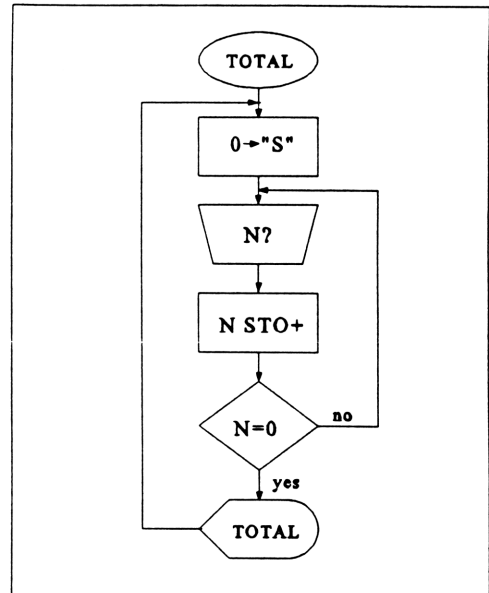 TOTAL
0→"S"
N?
N STO+
N=0
no
yes
TOTAL